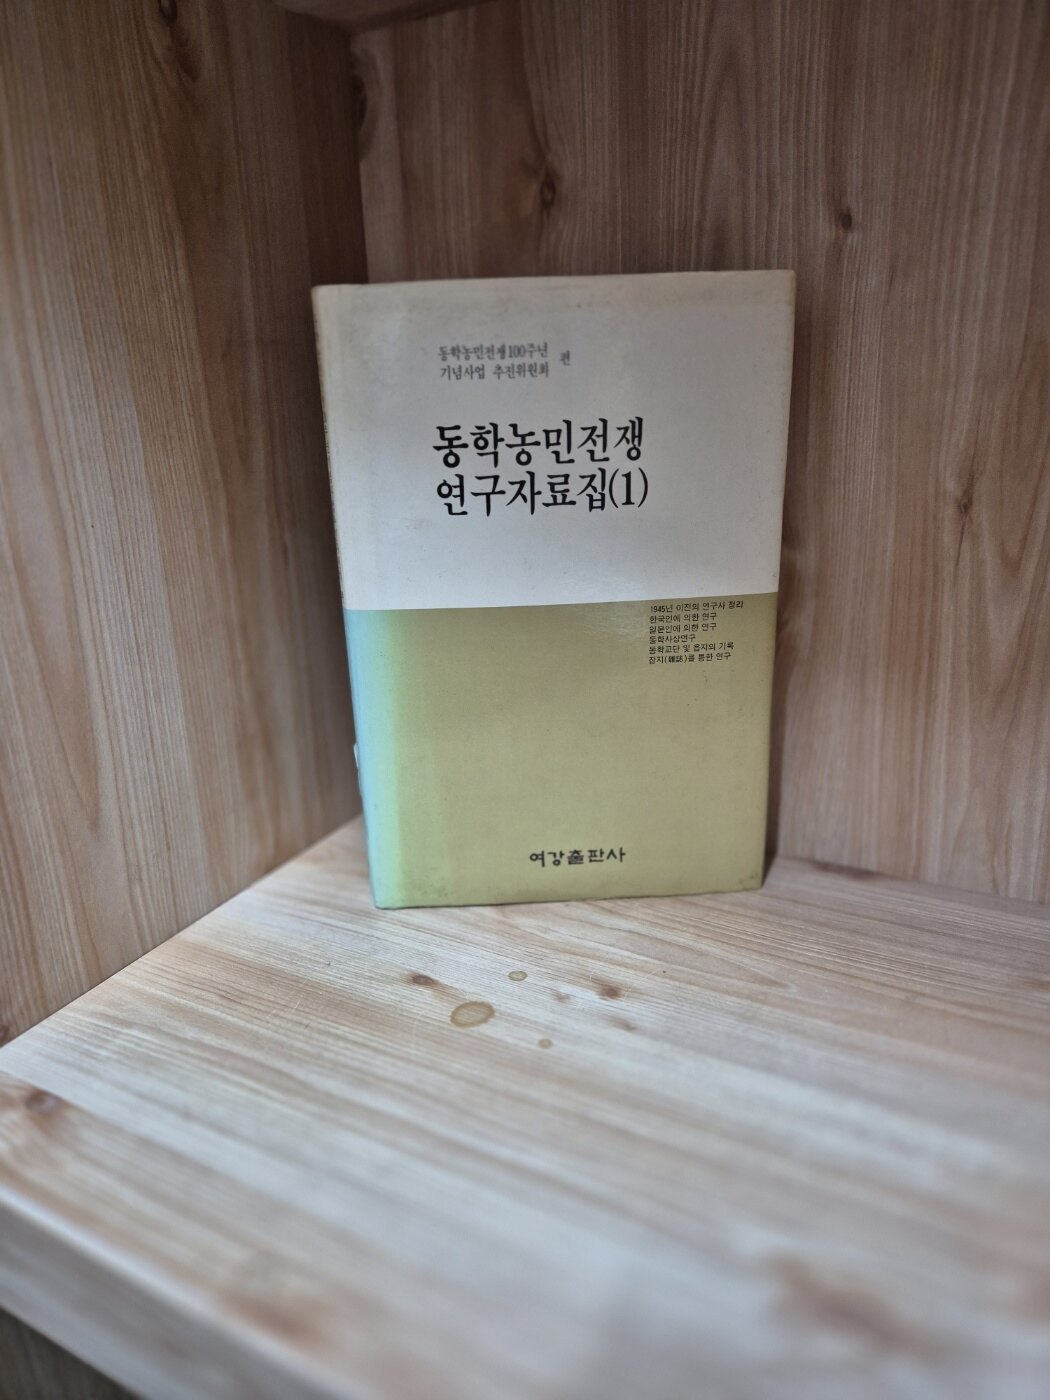 동학농민전쟁100주년
기념사업 추진위원회 편
동학농민전쟁
연구자료집(1)
1945년 이전의 연구사 정리
한국인에 의한 연구
일본인에 의한 연구
동학사상연구
동학교단 및 읍지의 기록
잡지(雜誌)를 통한 연구
여강출판사